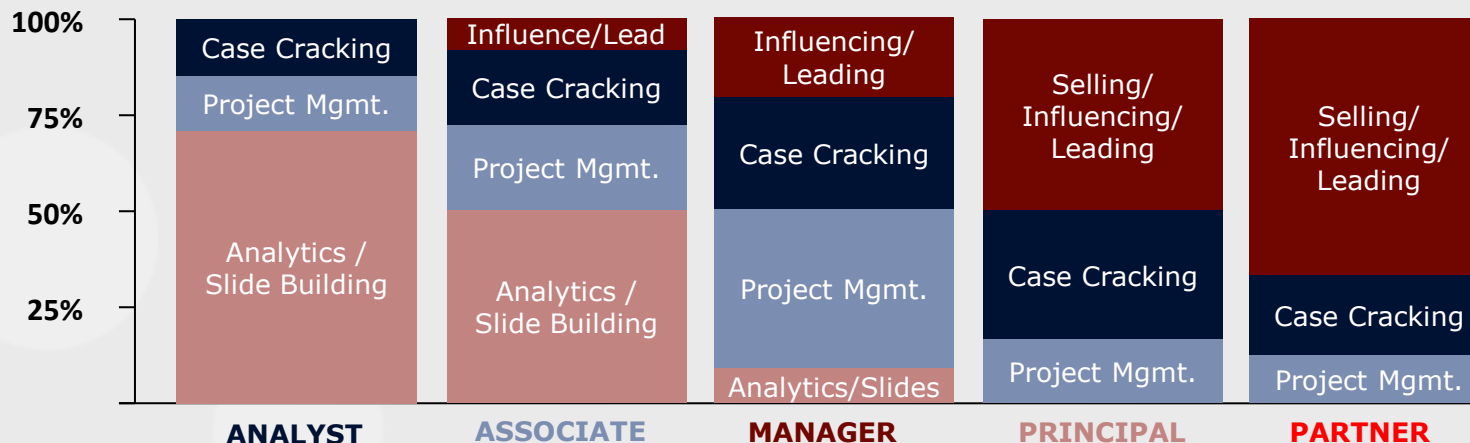 100%
75%
50%
25%
Case Cracking
Project Mgmt.
Analytics /
Slide Building
ANALYST
Influence/Lead
Case Cracking
Project Mgmt.
Analytics /
Slide Building
ASSOCIATE
Influencing/
Leading
Case Cracking
Project Mgmt.
Analytics/Slides
MANAGER
Selling/
Influencing/
Leading
Case Cracking
Project Mgmt.
PRINCIPAL
Selling/
Influencing/
Leading
Case Cracking
Project Mgmt.
PARTNER